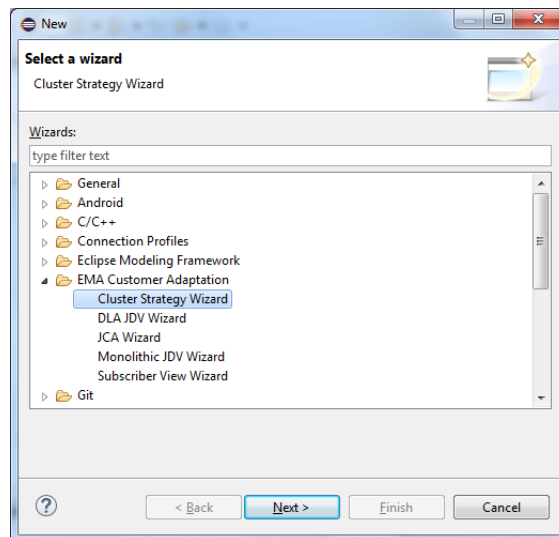 New
Select a wizard
Cluster Strategy Wizard
Wizards:
type filter text
General
Android
C/C++
Connection Profiles
Eclipse Modeling Framework
EMA Customer Adaptation
Cluster Strategy Wizard
DLA JDV Wizard
JCA Wizard
Monolithic JDV Wizard
Subscriber View Wizard
Git
? < Back Next > Finish Cancel